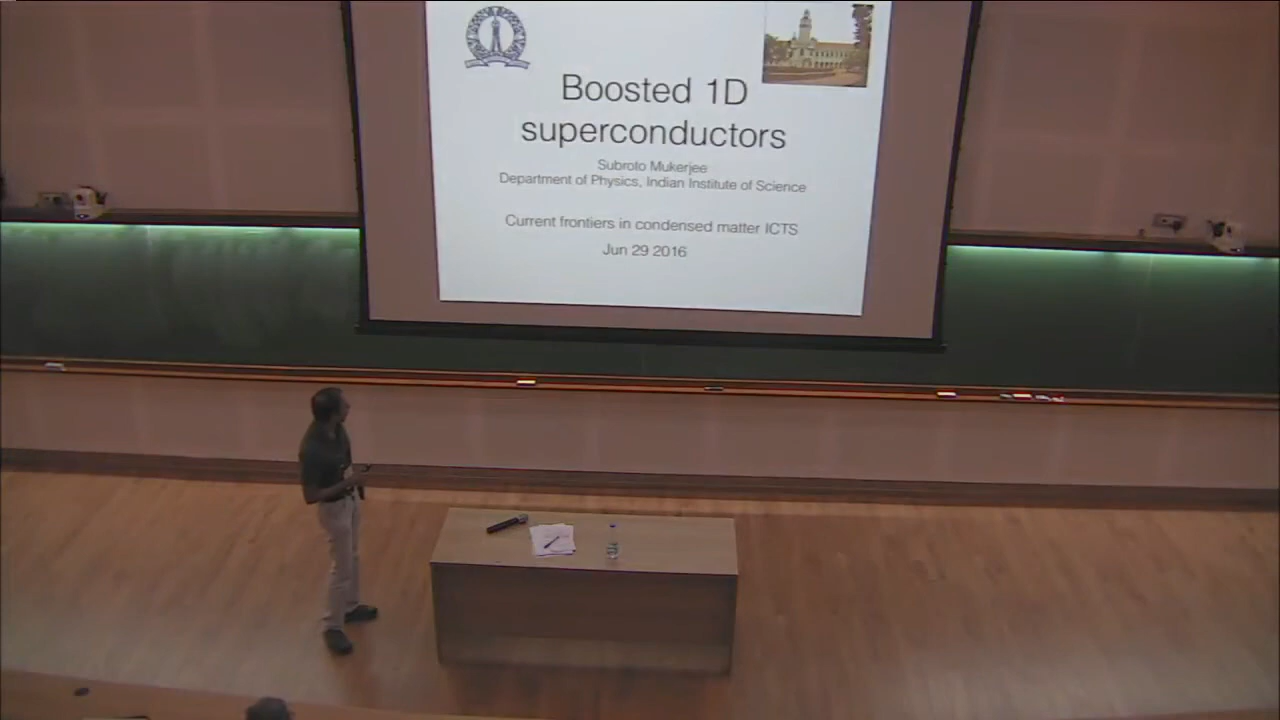 Boosted 1D
superconductors
Subroto Mukerjee
Department of Physics, Indian Institute of Science
Current frontiers in condensed matter ICTS
Jun 29 2016